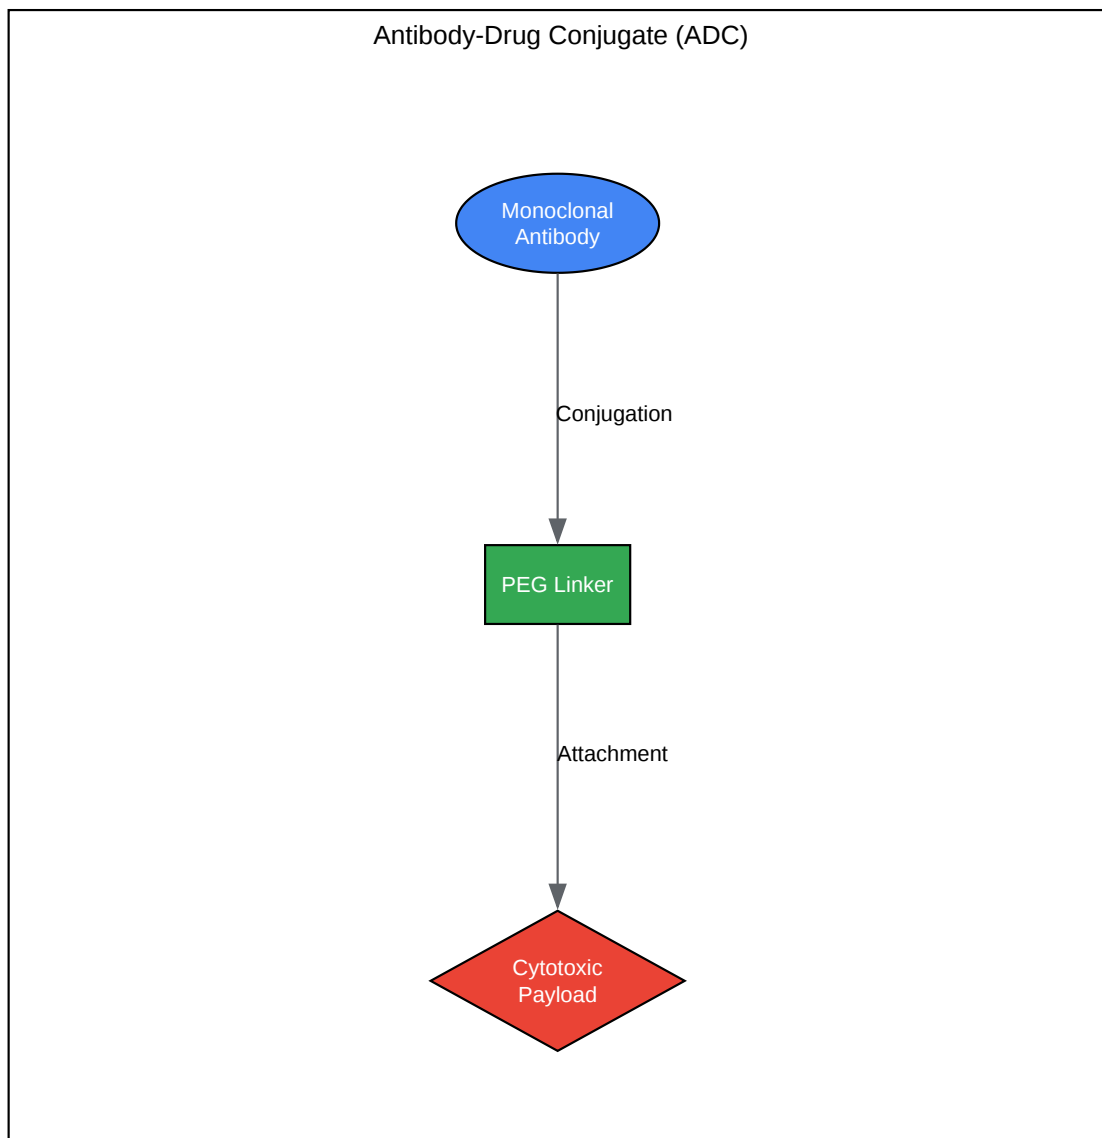 Antibody-Drug Conjugate (ADC)
Monoclonal
Antibody
Conjugation
PEG Linker
Attachment
Cytotoxic
Payload